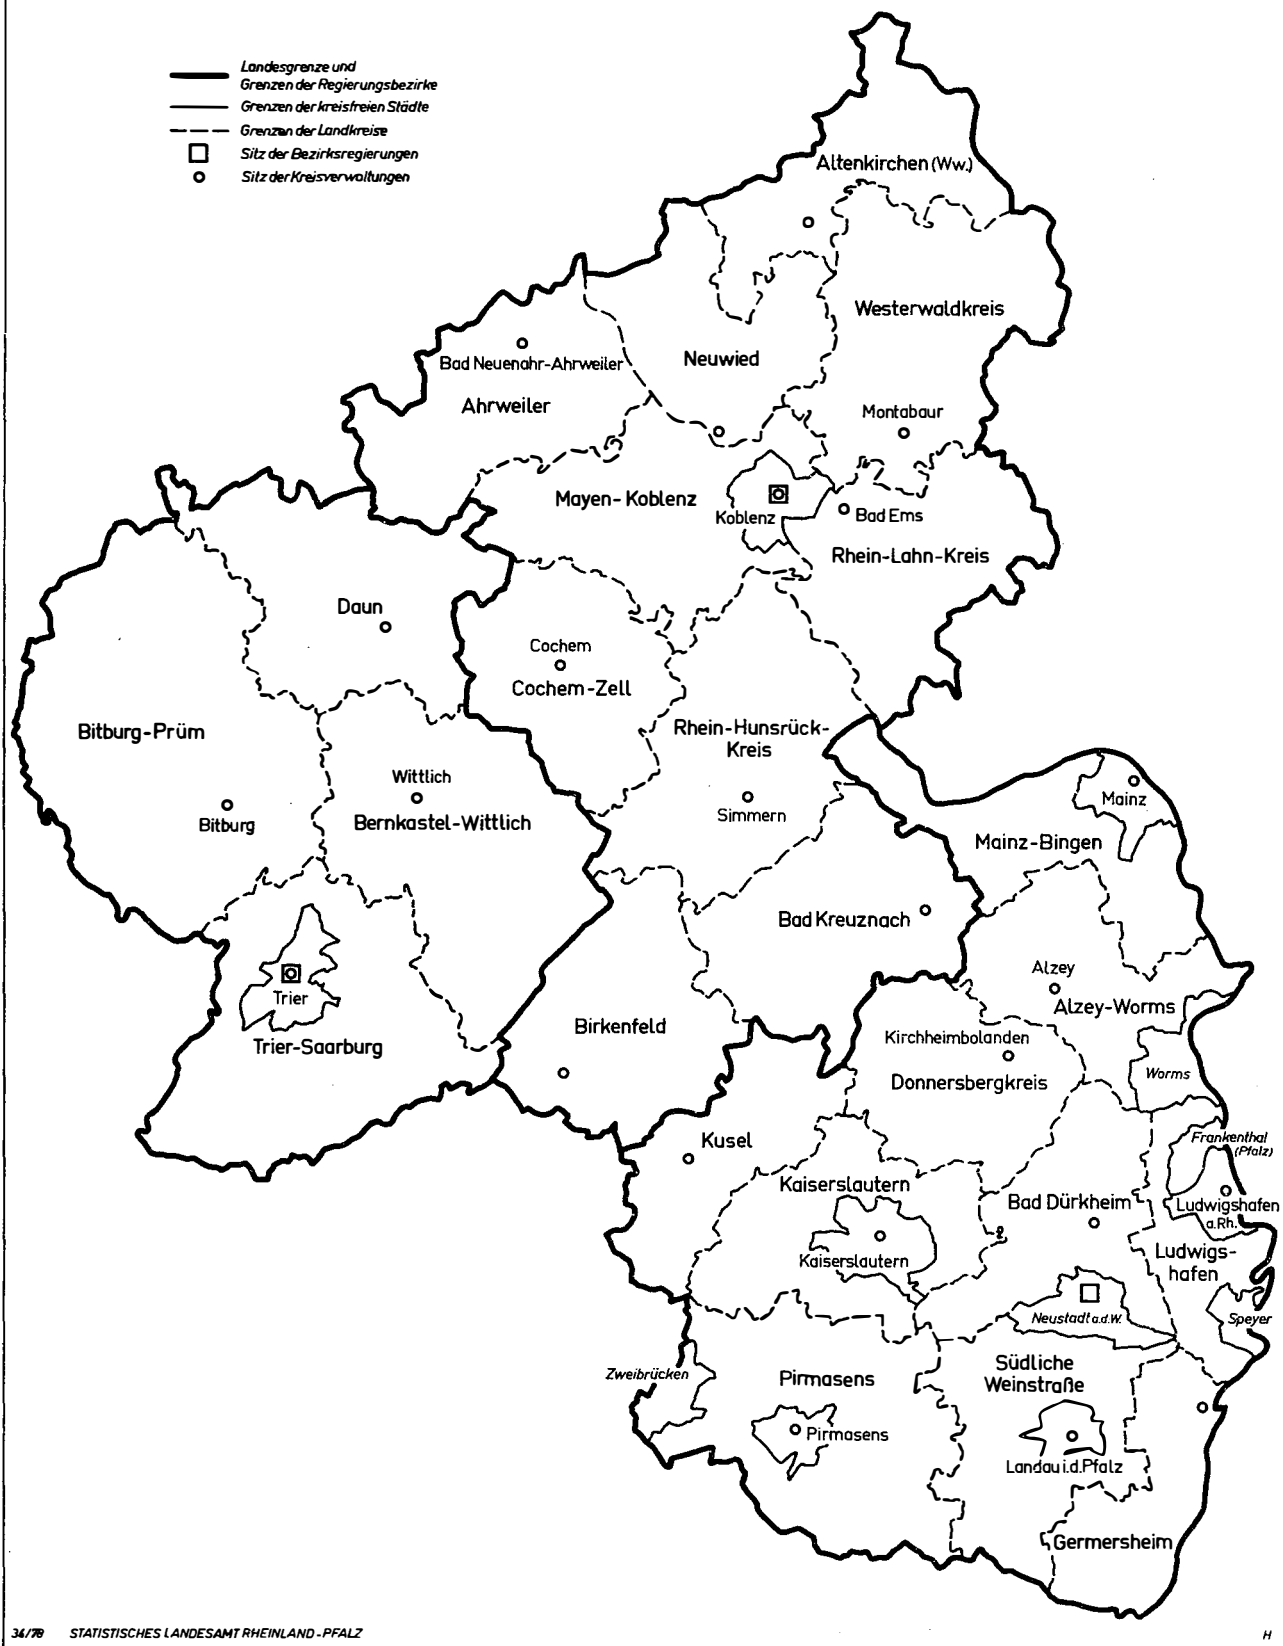 Landesgrenze und
Grenzen der Regierungsbezirke
Grenzen der kreisfreien Städte
Grenzen der Landkreise
Sitz der Bezirksregierungen
Sitz der Kreisverwaltungen
Altenkirchen (Ww.)
Westerwaldkreis
Neuwied
Bad Neuenahr-Ahrweiler
Ahrweiler
Montabaur
Mayen-Koblenz
Koblenz
Bad Ems
Rhein-Lahn-Kreis
Daun
Cochem
Cochem-Zell
Bitburg-Prüm
Rhein-Hunsrück-
Kreis
Wittlich
Bernkastel-Wittlich
Bitburg
Simmern
Mainz
Mainz-Bingen
Bad Kreuznach
Alzey
Alzey-Worms
Trier
Trier-Saarburg
Birkenfeld
Kirchheimbolanden
Donnersbergkreis
Worms
Kusel
Frankenthal
(Pfalz)
Kaiserslautern
Bad Dürkheim
Ludwigshafen
a.Rh.
Kaiserslautern
Ludwigs-
hafen
Neustadt a.d.W.
Speyer
Zweibrücken
Pirmasens
Südliche
Weinstraße
Pirmasens
Landau i.d.Pfalz
Germersheim
34/78 STATISTISCHES LANDESAMT RHEINLAND-PFALZ
H